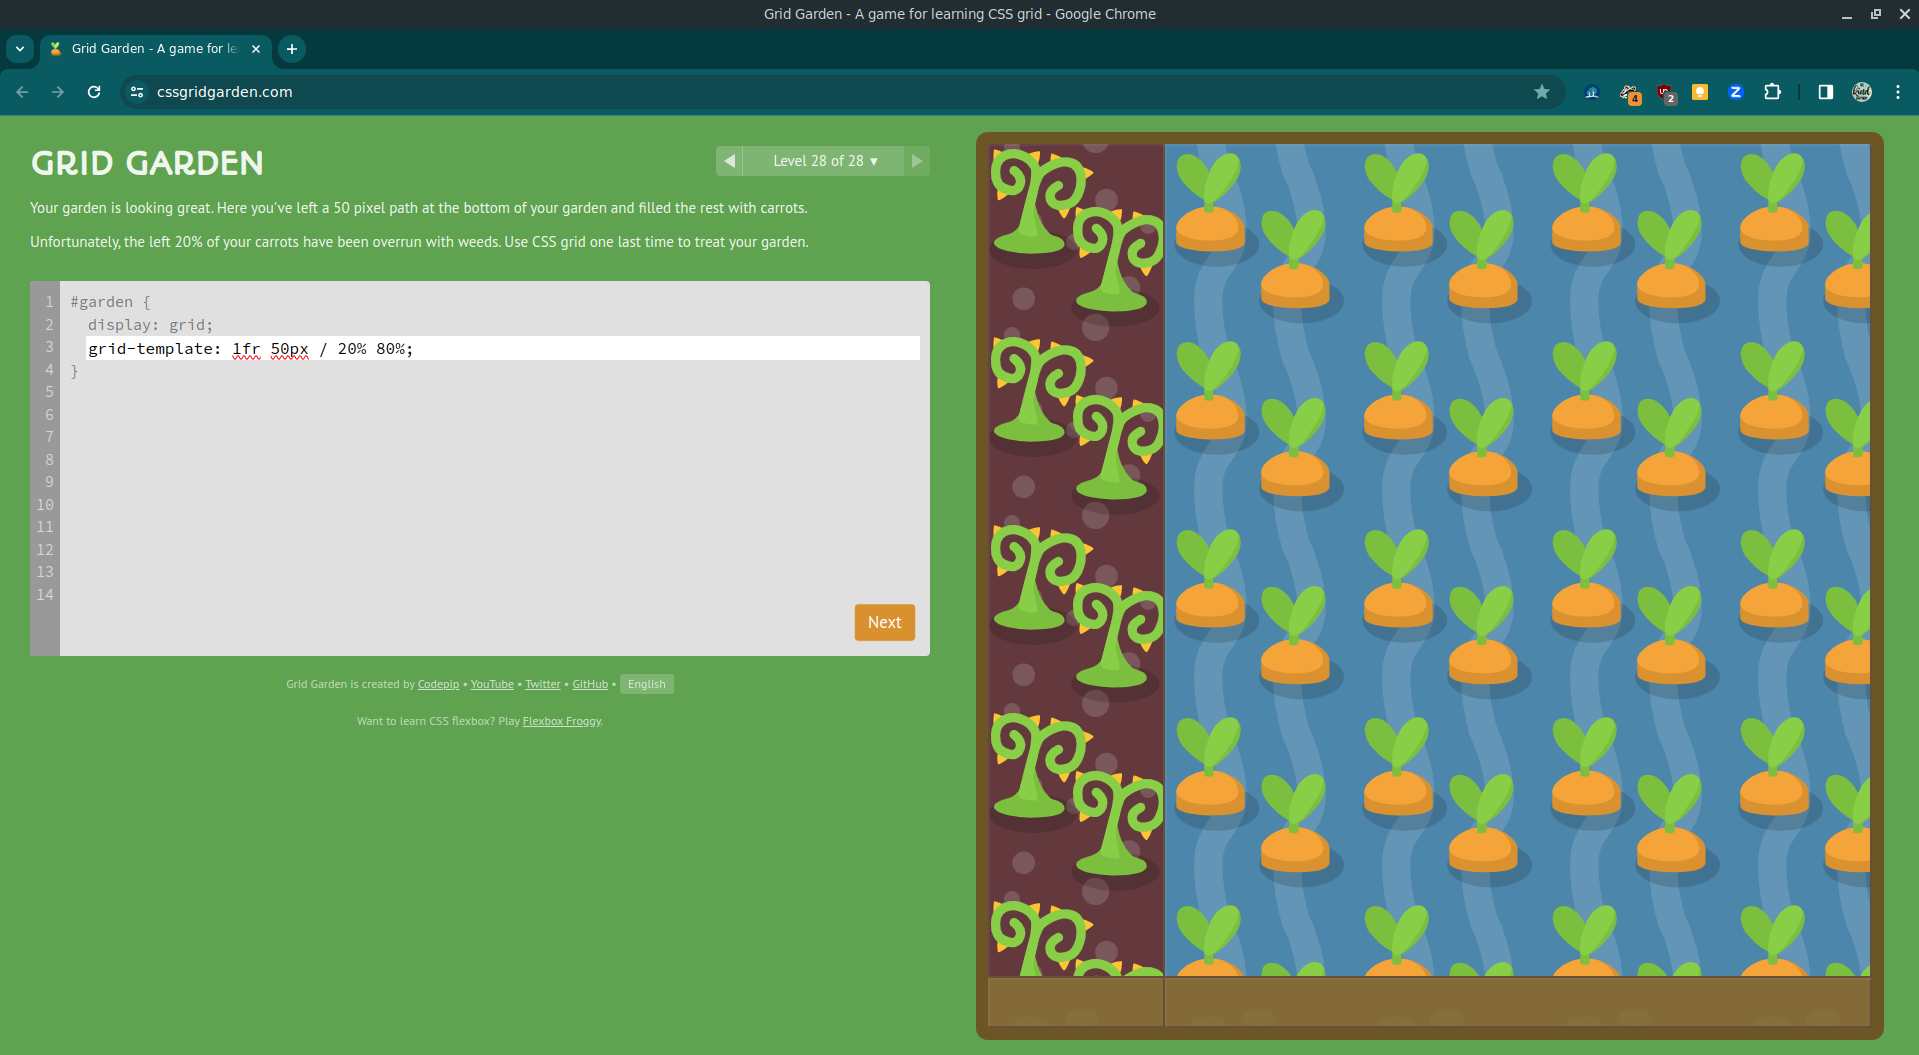 Grid Garden - A game for learning CSS grid - Google Chrome
Grid Garden - A game for le
cssgridgarden.com
4
2
Z
GRID GARDEN
◀ Level 28 of 28 ▾ ▶
Your garden is looking great. Here you've left a 50 pixel path at the bottom of your garden and filled the rest with carrots.
Unfortunately, the left 20% of your carrots have been overrun with weeds. Use CSS grid one last time to treat your garden.
1 #garden {
2 display: grid;
3 grid-template: 1fr 50px / 20% 80%;
4 }
5
6
7
8
9
10
11
12
13
14
Next
Grid Garden is created by Codepip • YouTube • Twitter • GitHub • English
Want to learn CSS flexbox? Play Flexbox Froggy.